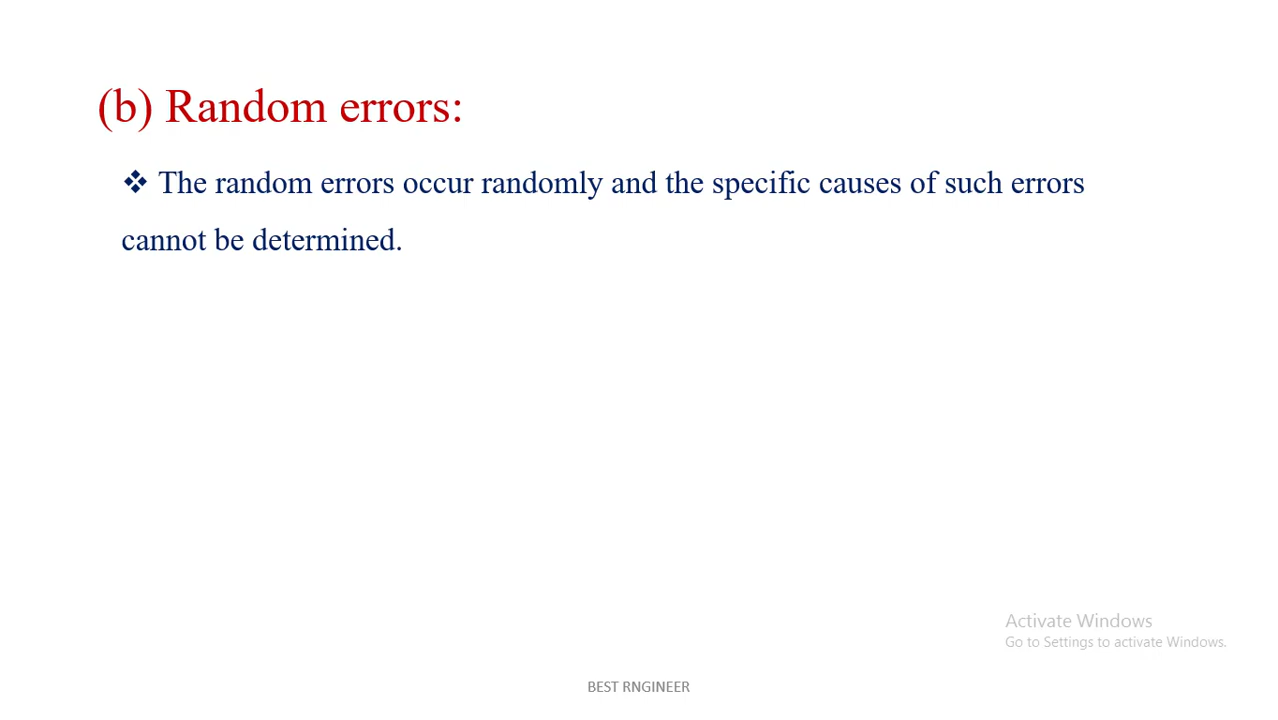 (b) Random errors:
❖ The random errors occur randomly and the specific causes of such errors
cannot be determined.
Activate Windows
Go to Settings to activate Windows.
BEST RNGINEER